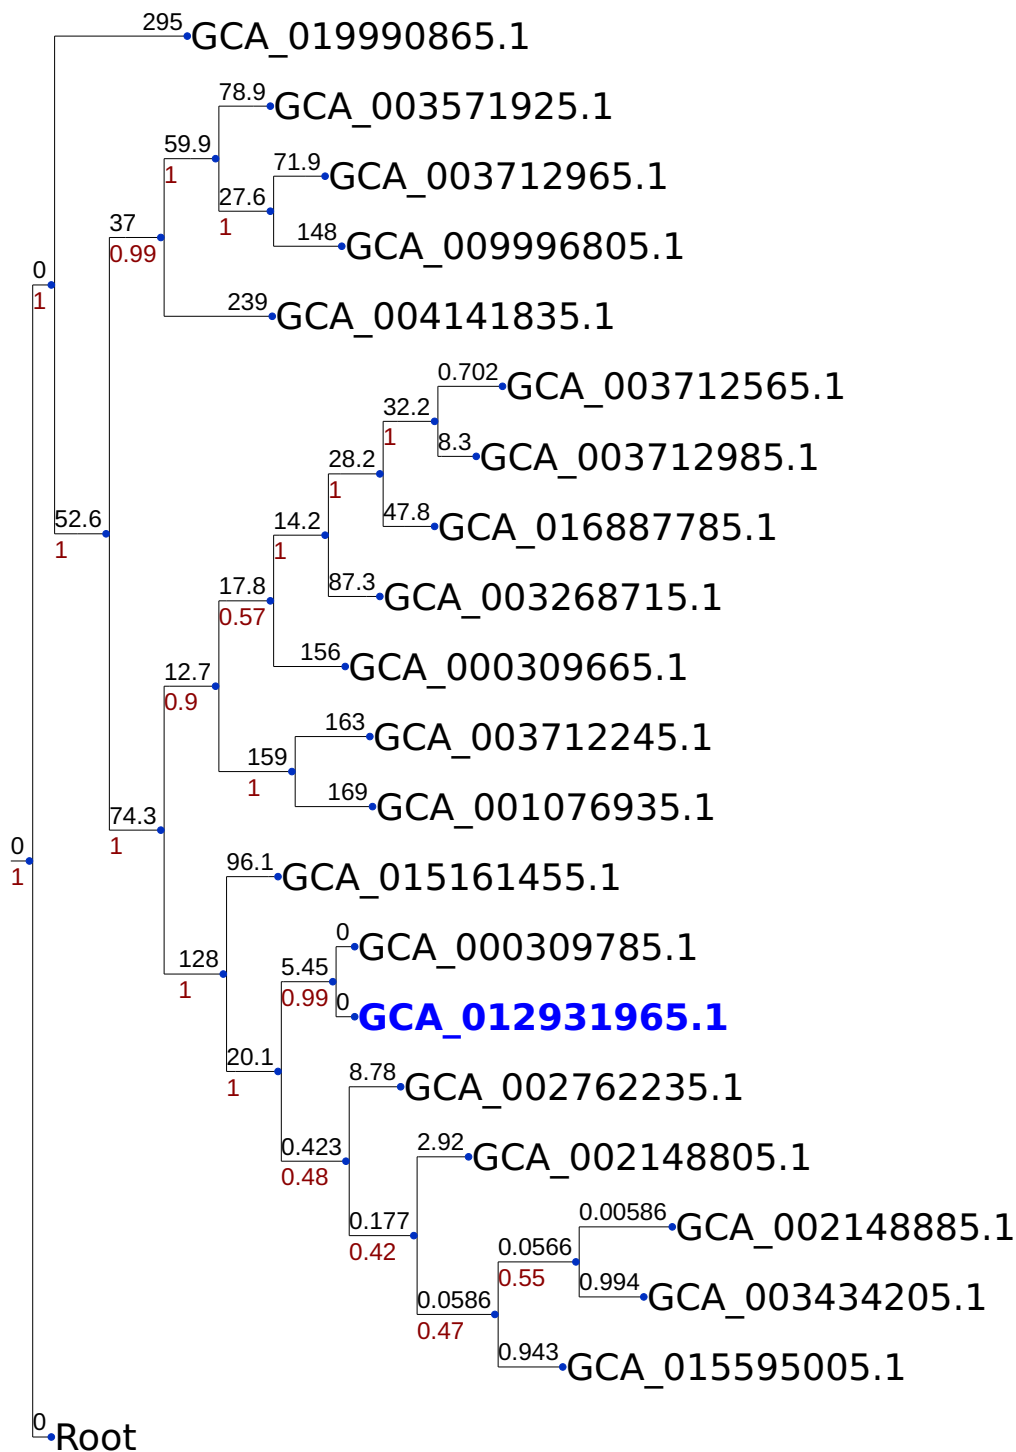 295
GCA_019990865.1
78.9
GCA_003571925.1
59.9
1
71.9
GCA_003712965.1
27.6
1
148
GCA_009996805.1
37
0.99
0
1
239
GCA_004141835.1
0.702
GCA_003712565.1
32.2
1
8.3
GCA_003712985.1
28.2
1
47.8
GCA_016887785.1
14.2
1
52.6
1
87.3
GCA_003268715.1
17.8
0.57
156
GCA_000309665.1
12.7
0.9
163
GCA_003712245.1
159
1
169
GCA_001076935.1
74.3
1
0
1
96.1
GCA_015161455.1
0
GCA_000309785.1
128
1
5.45
0.99
0
GCA_012931965.1
20.1
1
8.78
GCA_002762235.1
0.423
0.48
2.92
GCA_002148805.1
0.177
0.42
0.00586
GCA_002148885.1
0.0566
0.55
0.994
GCA_003434205.1
0.0586
0.47
0.943
GCA_015595005.1
0
Root